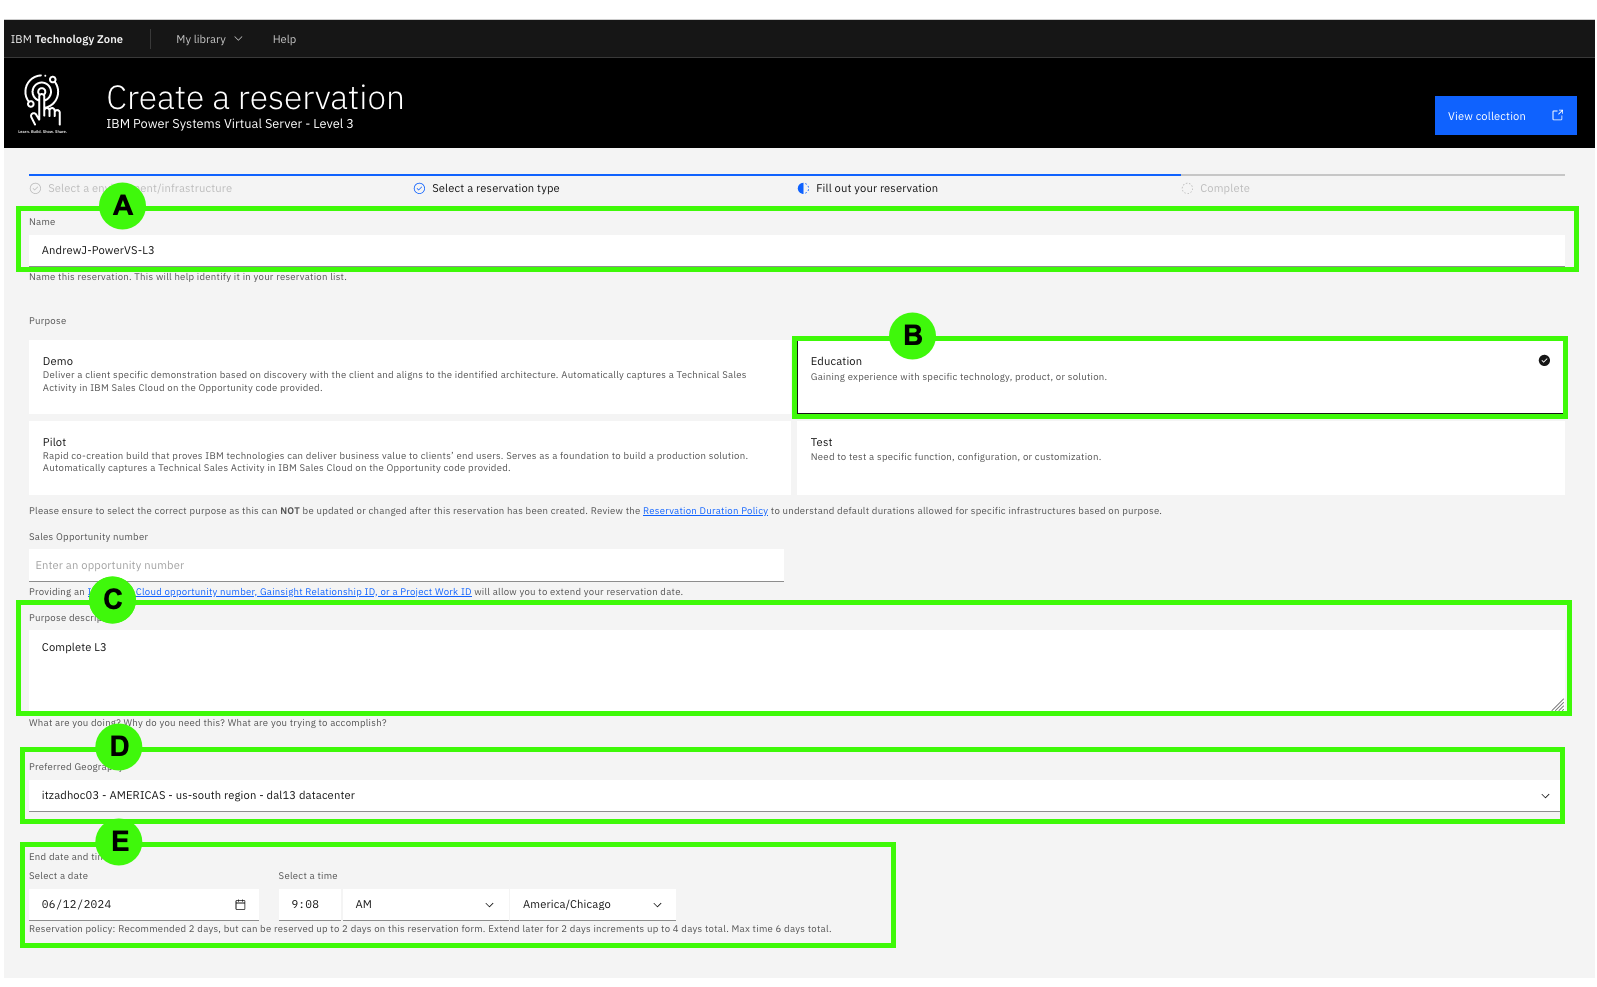 IBM Technology Zone
My library
Help
Learn. Build. Show. Share.
Create a reservation
IBM Power Systems Virtual Server - Level 3
View collection
Select a en ent/infrastructure
Select a reservation type
Fill out your reservation
Complete
A
Name
AndrewJ-PowerVS-L3
Name this reservation. This will help identify it in your reservation list.
Purpose
B
Demo
Deliver a client specific demonstration based on discovery with the client and aligns to the identified architecture. Automatically captures a Technical Sales
Activity in IBM Sales Cloud on the Opportunity code provided.
Education
Gaining experience with specific technology, product, or solution.
Pilot
Rapid co-creation build that proves IBM technologies can deliver business value to clients' end users. Serves as a foundation to build a production solution.
Automatically captures a Technical Sales Activity in IBM Sales Cloud on the Opportunity code provided.
Test
Need to test a specific function, configuration, or customization.
Please ensure to select the correct purpose as this can NOT be updated or changed after this reservation has been created. Review the Reservation Duration Policy to understand default durations allowed for specific infrastructures based on purpose.
Sales Opportunity number
Enter an opportunity number
Providing an Cloud opportunity number, Gainsight Relationship ID, or a Project Work ID will allow you to extend your reservation date.
C
Purpose descrip
Complete L3
What are you doing? Why do you need this? What are you trying to accomplish?
D
Preferred Geography
itzadhoc03 - AMERICAS - us-south region - dal13 datacenter
E
End date and ti
Select a date
Select a time
06/12/2024
9:08
AM
America/Chicago
Reservation policy: Recommended 2 days, but can be reserved up to 2 days on this reservation form. Extend later for 2 days increments up to 4 days total. Max time 6 days total.